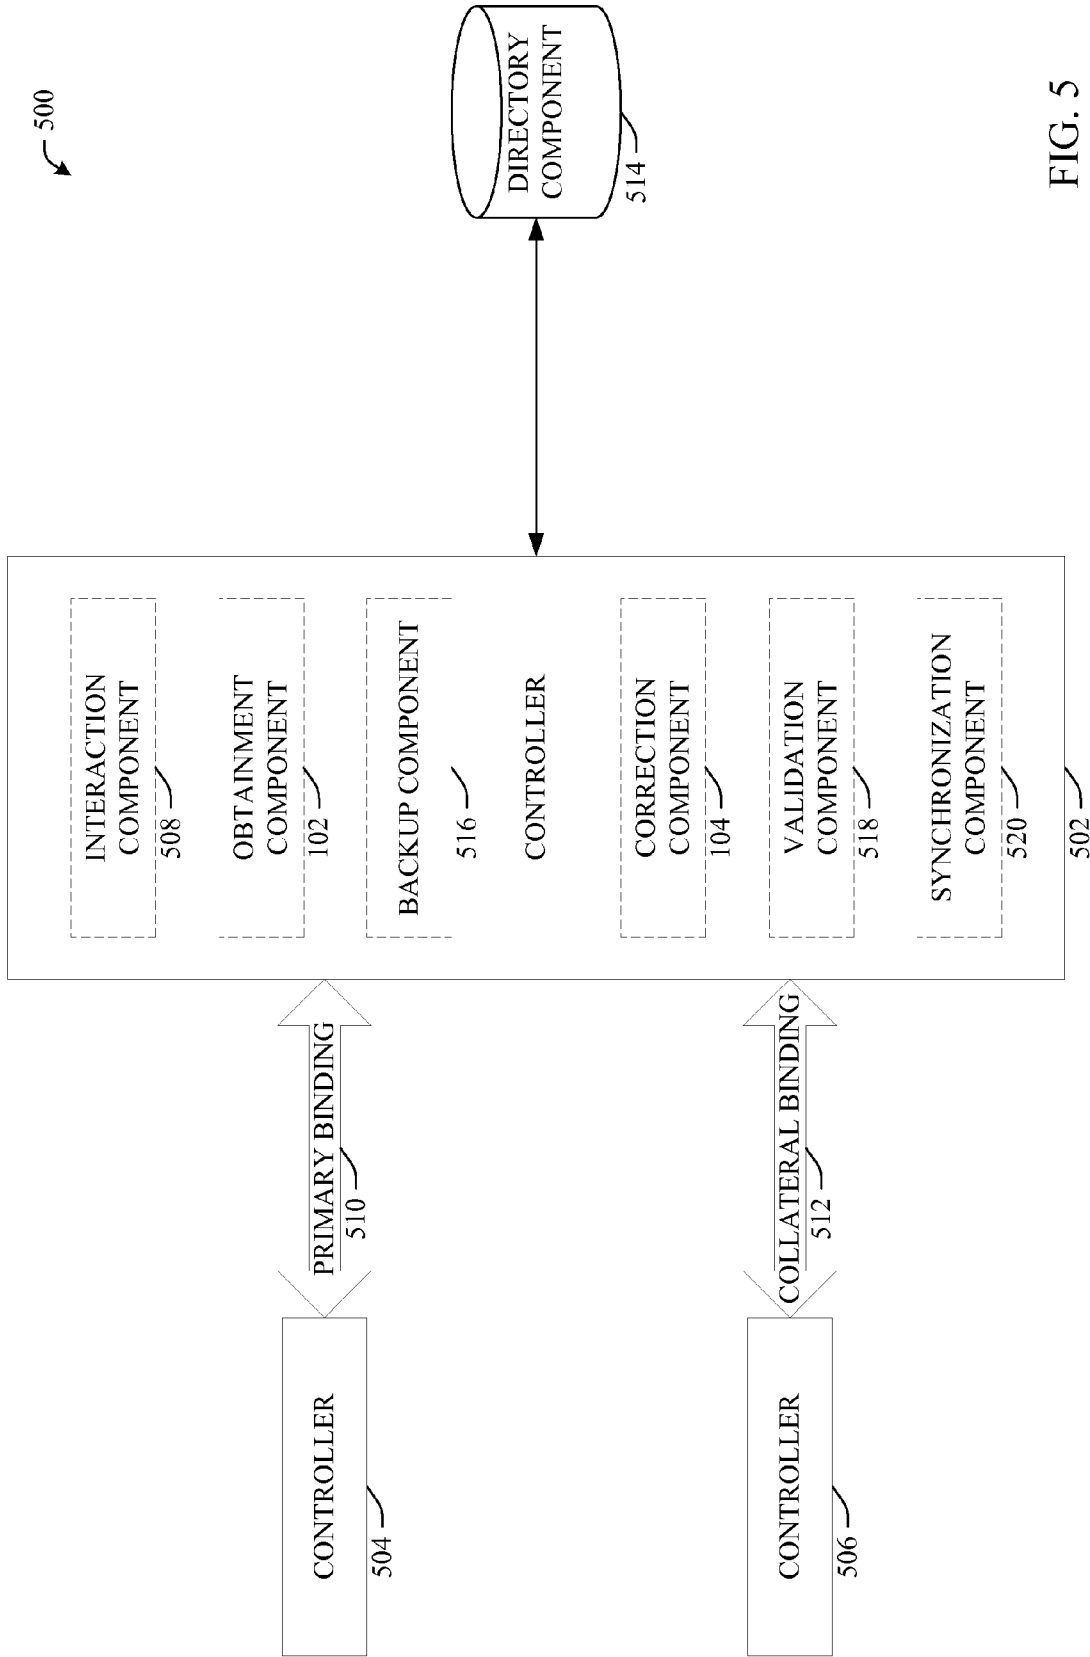 500
DIRECTORY
COMPONENT
514
INTERACTION
COMPONENT
508
OBTAINMENT
COMPONENT
102
BACKUP COMPONENT
516
CONTROLLER
CORRECTION
COMPONENT
104
VALIDATION
COMPONENT
518
SYNCHRONIZATION
COMPONENT
520
502
PRIMARY BINDING
510
COLLATERAL BINDING
512
CONTROLLER
504
CONTROLLER
506
FIG. 5